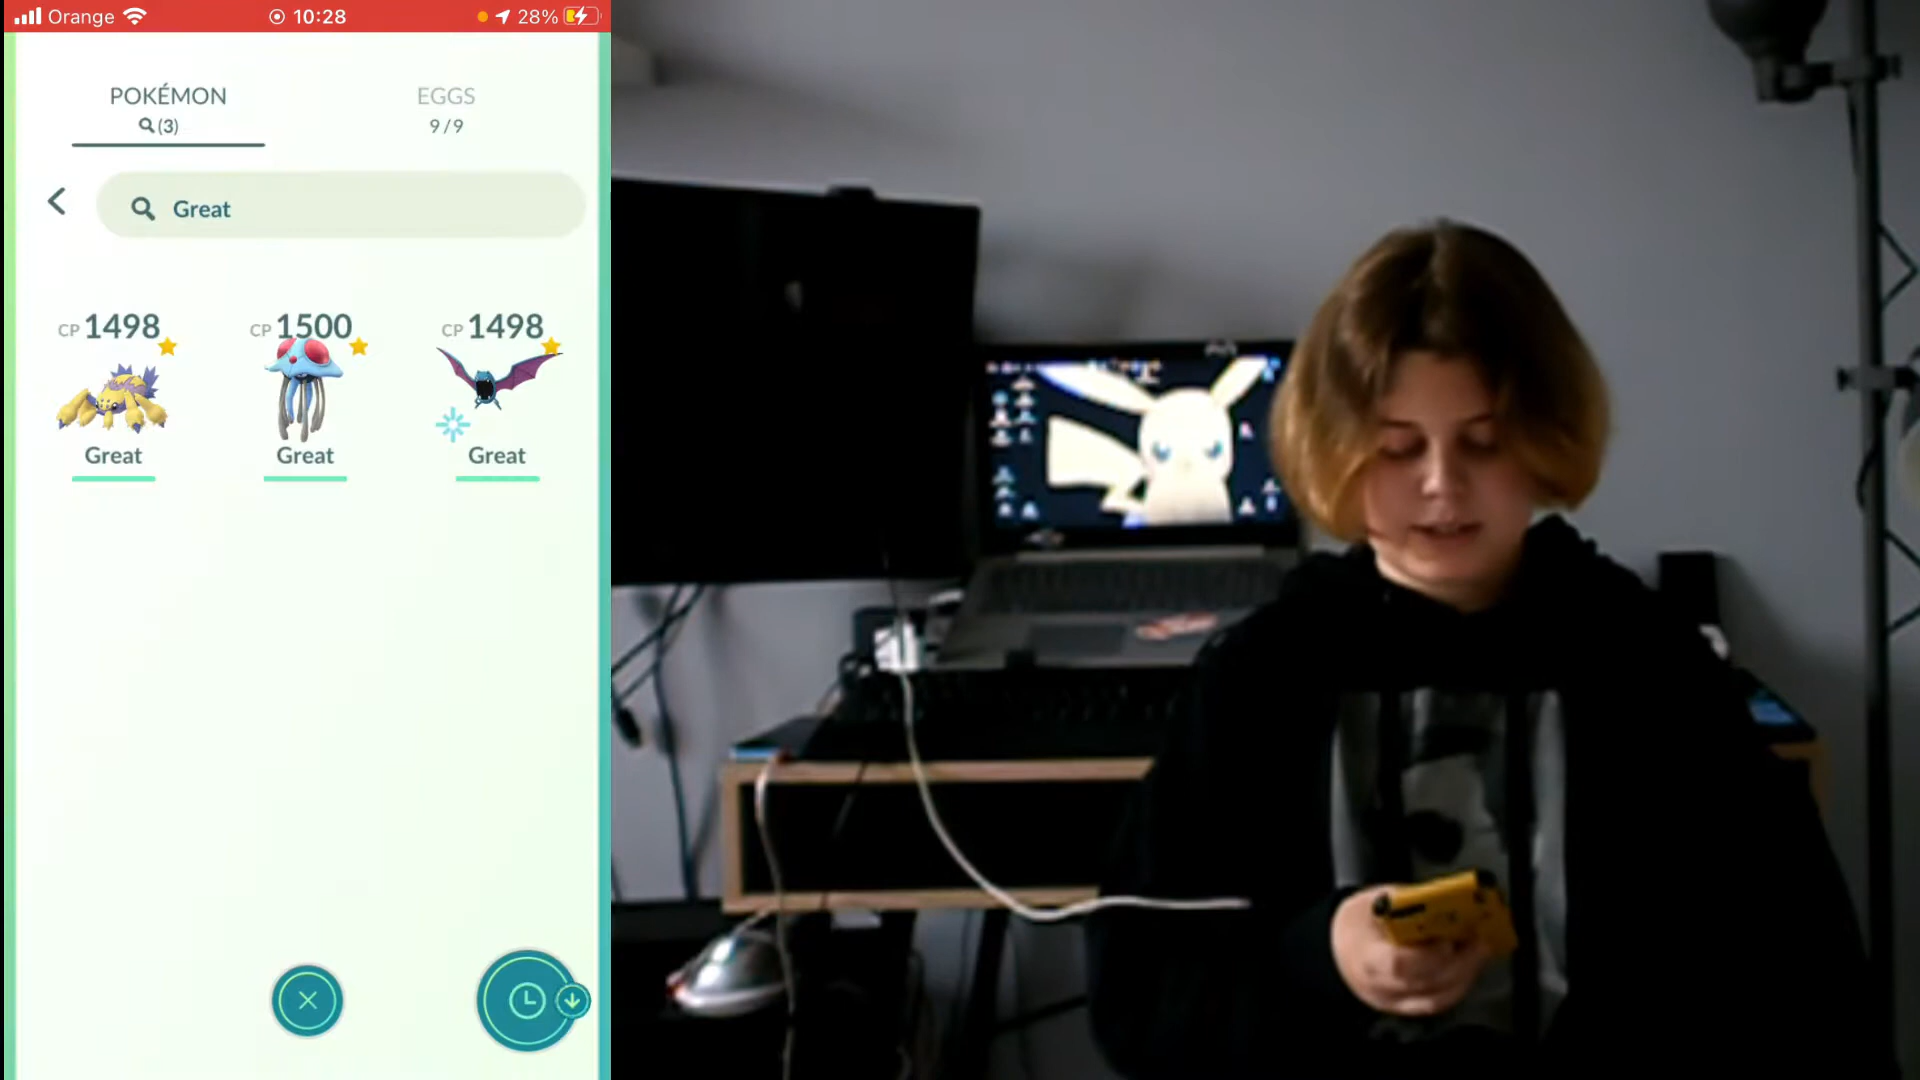 Orange 10:28 28%
POKÉMON EGGS
(3) 9/9
Great
CP 1498 CP 1500 CP 1498
Great Great Great